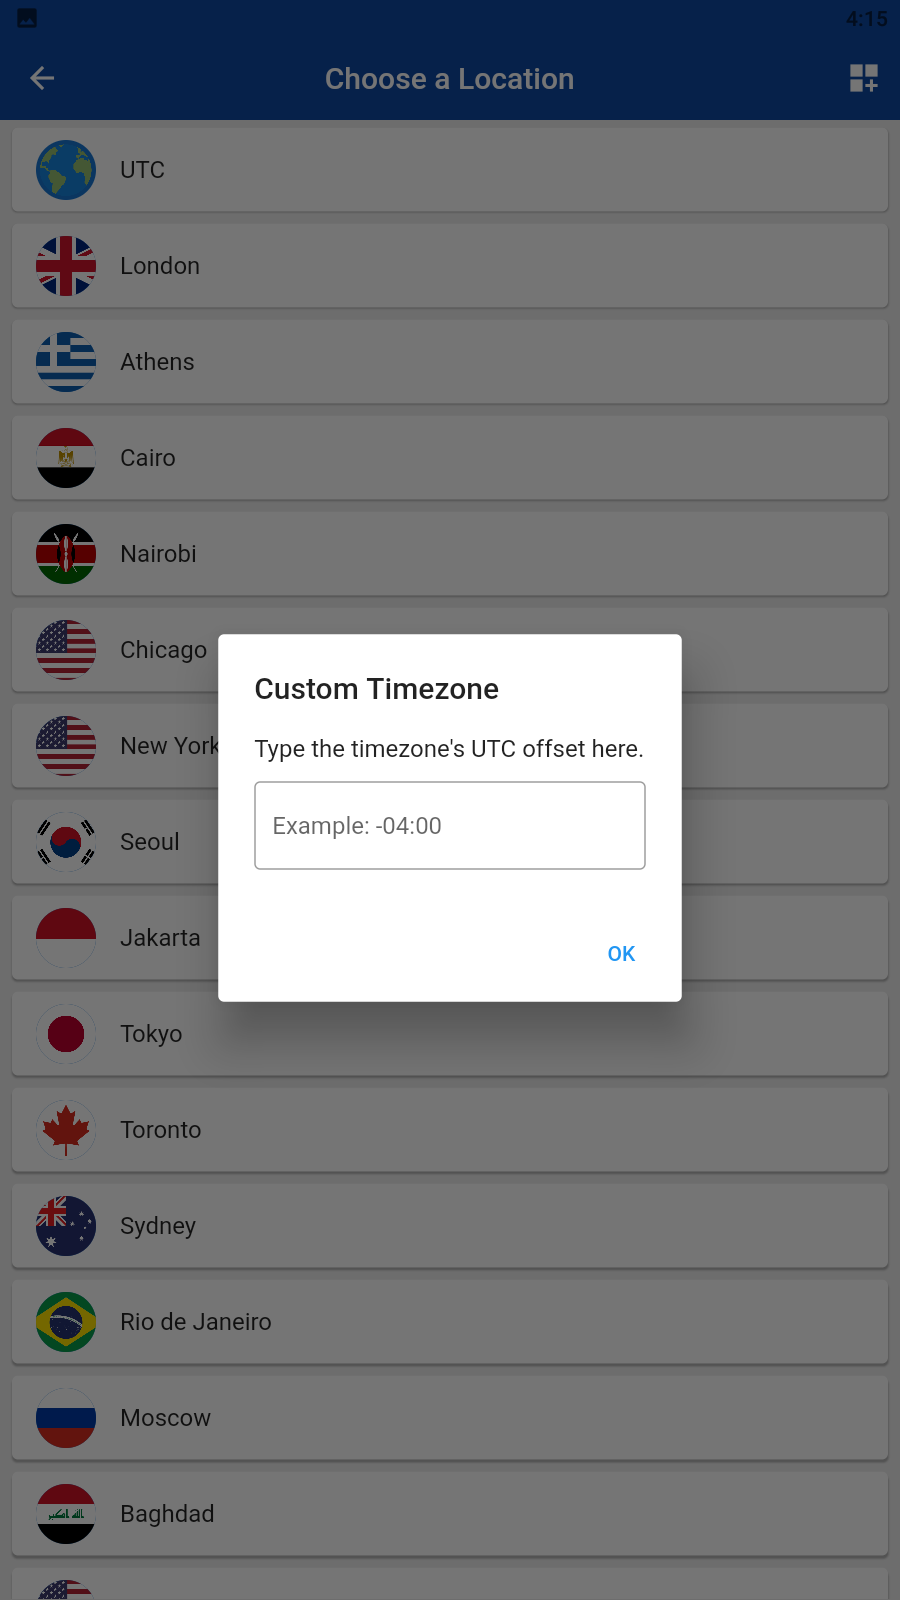 4:15
Choose a Location
UTC
London
Athens
Cairo
Nairobi
Chicago
New York
Custom Timezone
Type the timezone's UTC offset here.
Example: -04:00
OK
Seoul
Jakarta
Tokyo
Toronto
Sydney
Rio de Janeiro
Moscow
Baghdad